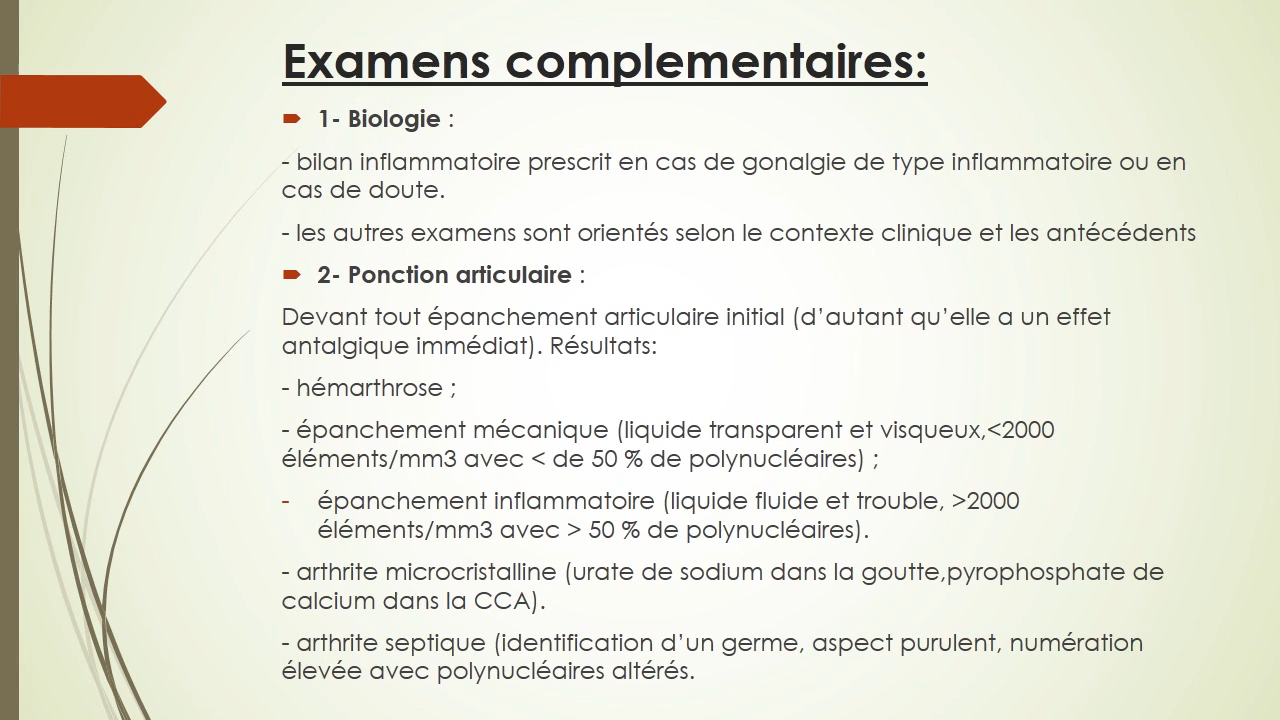 Examens complementaires:
1- Biologie :
- bilan inflammatoire prescrit en cas de gonalgie de type inflammatoire ou en
cas de doute.
- les autres examens sont orientés selon le contexte clinique et les antécédents
2- Ponction articulaire :
Devant tout épanchement articulaire initial (d’autant qu’elle a un effet
antalgique immédiat). Résultats:
- hémarthrose ;
- épanchement mécanique (liquide transparent et visqueux,<2000
éléments/mm3 avec < de 50 % de polynucléaires) ;
- épanchement inflammatoire (liquide fluide et trouble, >2000
éléments/mm3 avec > 50 % de polynucléaires).
- arthrite microcristalline (urate de sodium dans la goutte,pyrophosphate de
calcium dans la CCA).
- arthrite septique (identification d’un germe, aspect purulent, numération
élevée avec polynucléaires altérés.